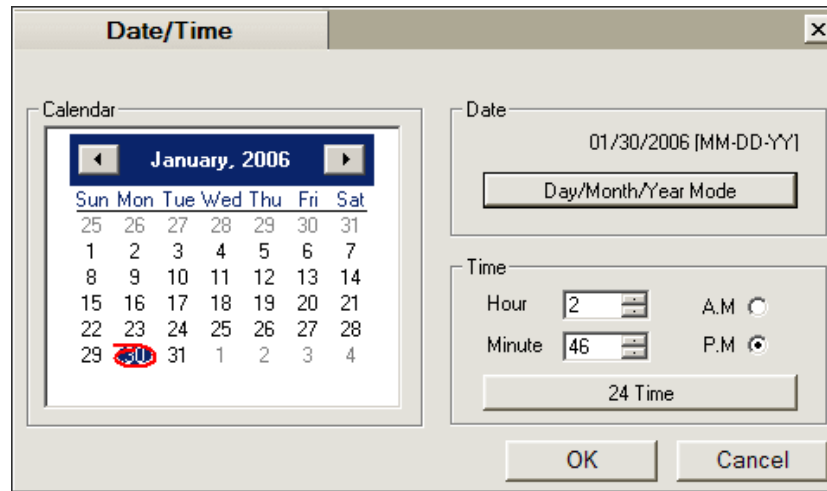 Date/Time
Calendar
January, 2006
Sun Mon Tue Wed Thu Fri Sat
25 26 27 28 29 30 31
1 2 3 4 5 6 7
8 9 10 11 12 13 14
15 16 17 18 19 20 21
22 23 24 25 26 27 28
29 30 31 1 2 3 4
Date
01/30/2006 [MM-DD-YY]
Day/Month/Year Mode
Time
Hour 2 A.M
Minute 46 P.M
24 Time
OK Cancel